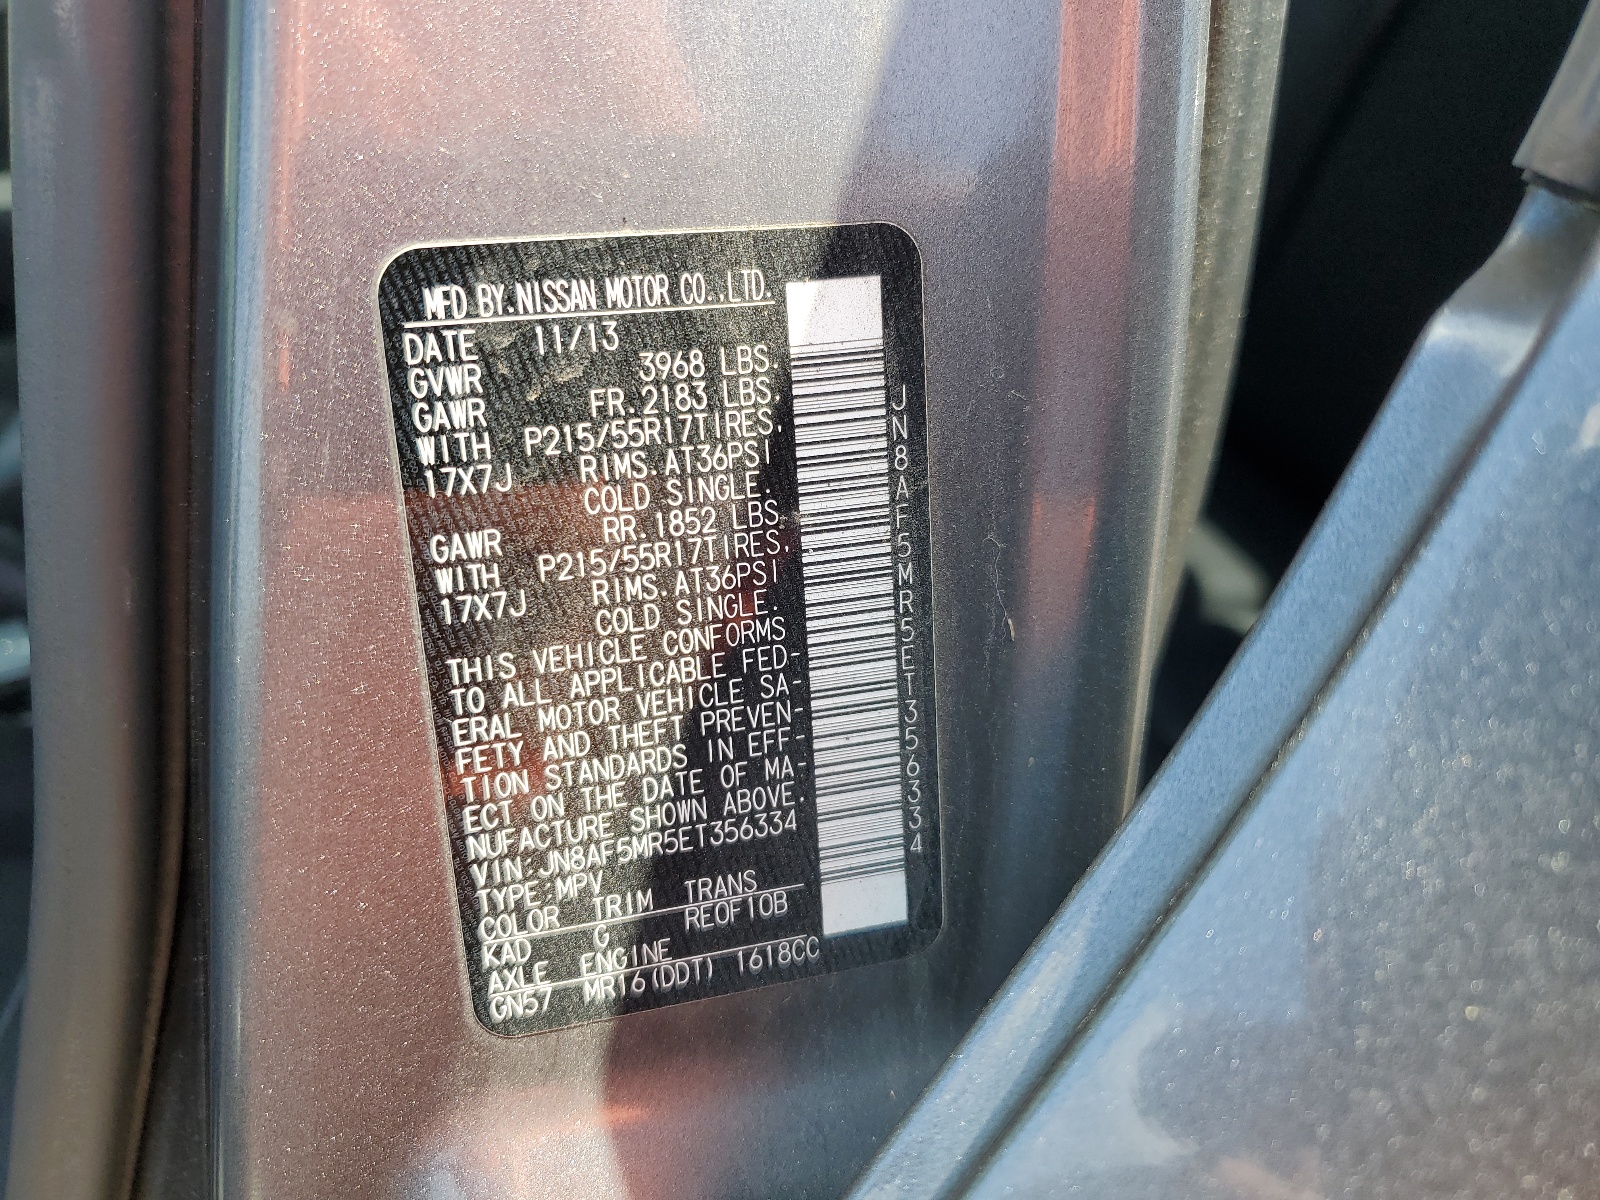 MFD BY.NISSAN MOTOR CO.,LTD.
DATE 11/13
GVWR 3968 LBS.
GAWR FR.2183 LBS.
WITH P215/55R17TIRES.
17X7J RIMS.AT36PSI
COLD SINGLE.
GAWR RR.1852 LBS.
WITH P215/55R17TIRES.
17X7J RIMS.AT36PSI
COLD SINGLE.
THIS VEHICLE CONFORMS
TO ALL APPLICABLE FED-
ERAL MOTOR VEHICLE SA-
FETY AND THEFT PREVEN-
TION STANDARDS IN EFF-
ECT ON THE DATE OF MA-
NUFACTURE SHOWN ABOVE.
VIN:JN8AF5MR5ET356334
TYPE:MPV
COLOR TRIM TRANS
KAD G RE0F10B
AXLE ENGINE
GN57 MR16(DDT) 1618CC
JN8AF5MR5ET356334